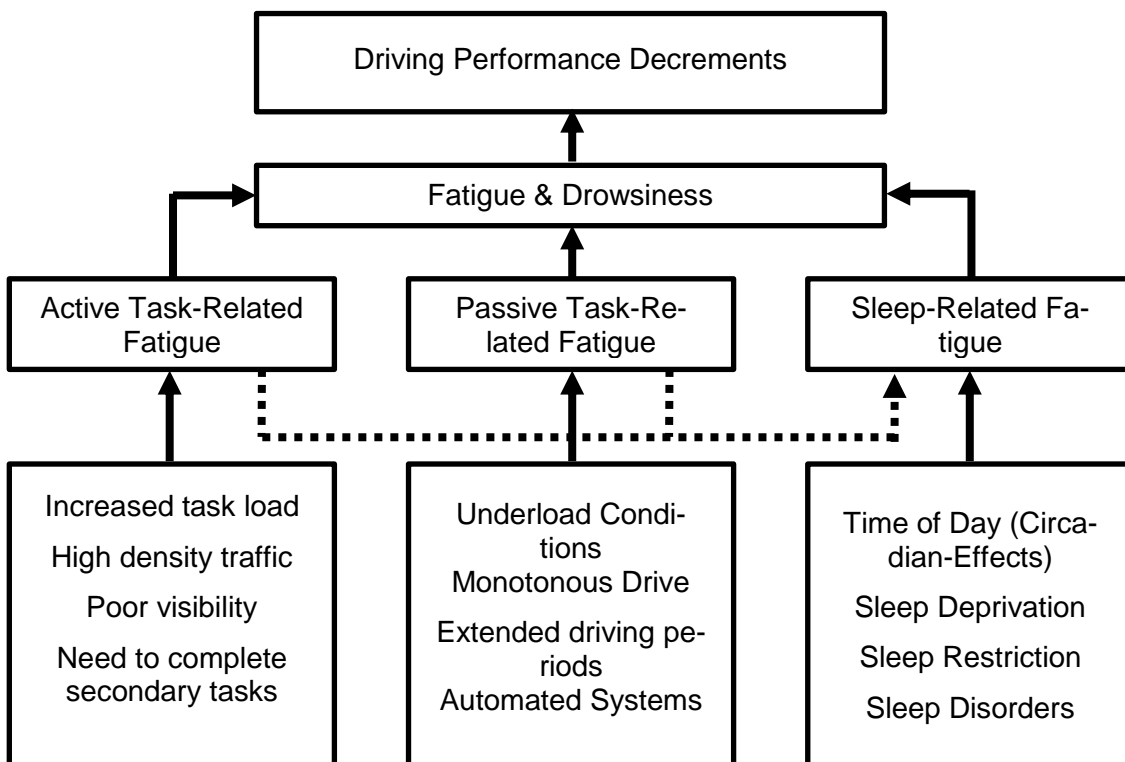 Driving Performance Decrements
Fatigue & Drowsiness
Active Task-Related
Fatigue
Passive Task-Re-
lated Fatigue
Sleep-Related Fa-
tigue
Increased task load
High density traffic
Poor visibility
Need to complete
secondary tasks
Underload Condi-
tions
Monotonous Drive
Extended driving pe-
riods
Automated Systems
Time of Day (Circa-
dian-Effects)
Sleep Deprivation
Sleep Restriction
Sleep Disorders